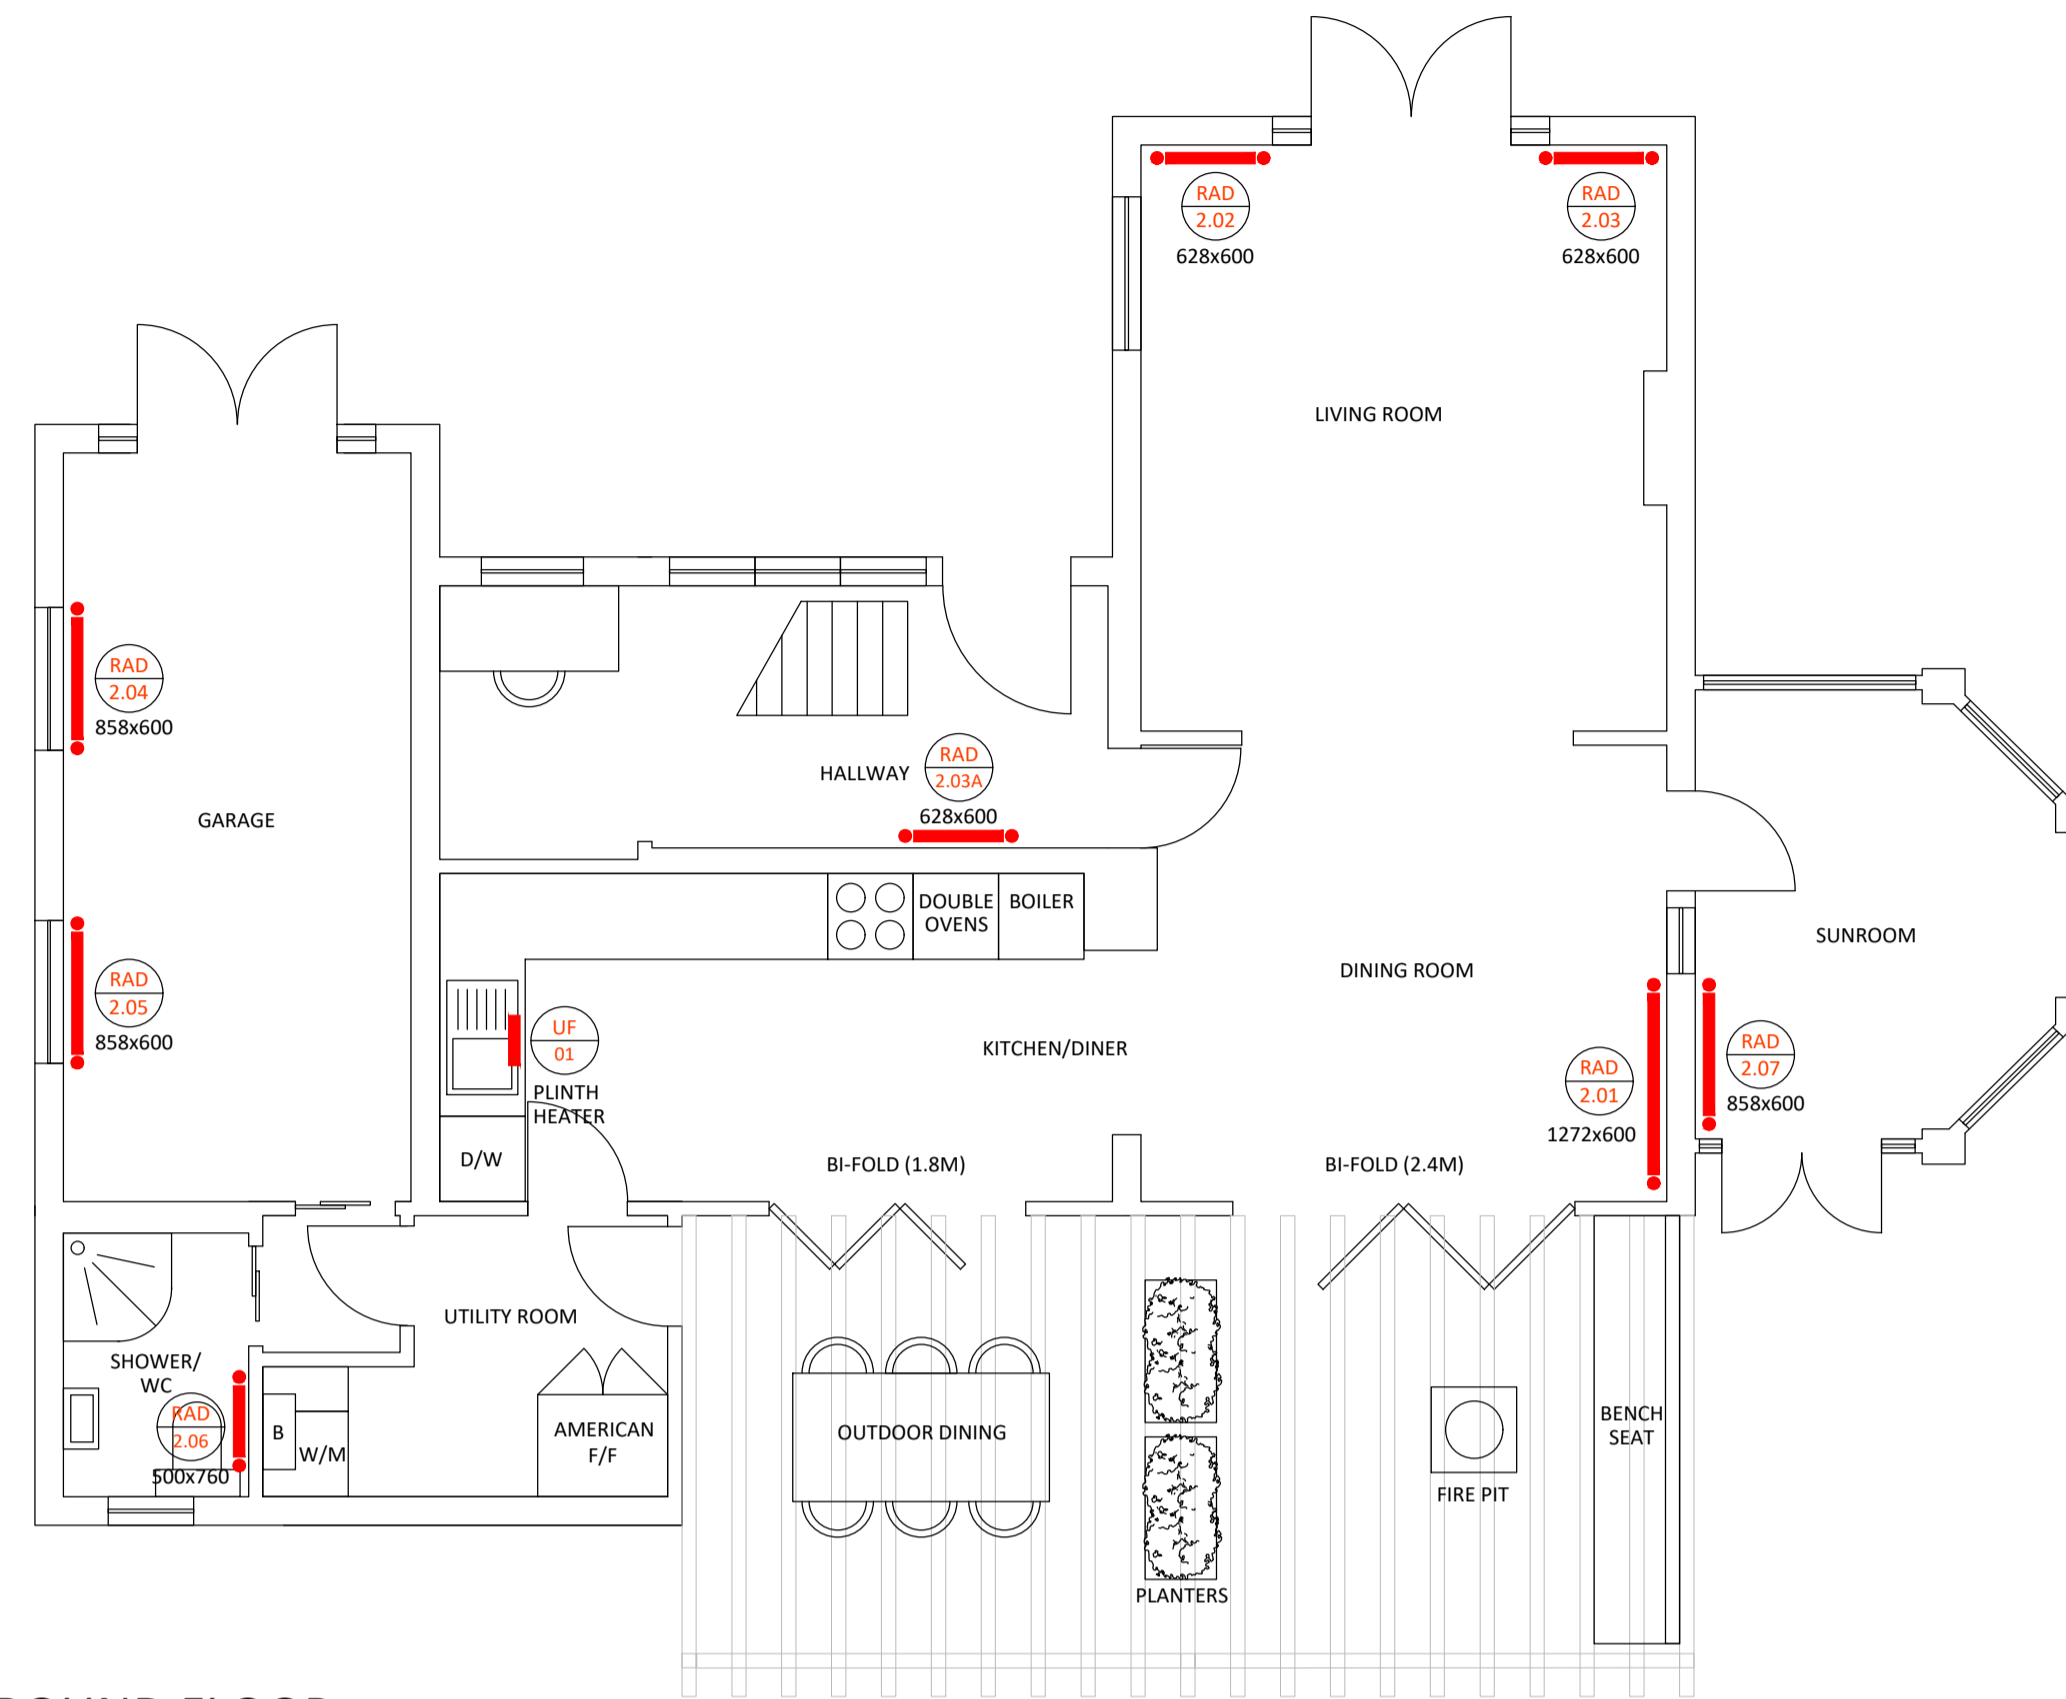 RAD
2.02
628x600
RAD
2.03
628x600
LIVING ROOM
RAD
2.04
858x600
HALLWAY
RAD
2.03A
628x600
GARAGE
DOUBLE
OVENS
BOILER
SUNROOM
DINING ROOM
RAD
2.05
858x600
UF
01
PLINTH
HEATER
KITCHEN/DINER
RAD
2.01
1272x600
RAD
2.07
858x600
D/W
BI-FOLD (1.8M)
BI-FOLD (2.4M)
UTILITY ROOM
SHOWER/
WC
RAD
2.06
500x760
B
W/M
AMERICAN
F/F
OUTDOOR DINING
BENCH
SEAT
FIRE PIT
PLANTERS